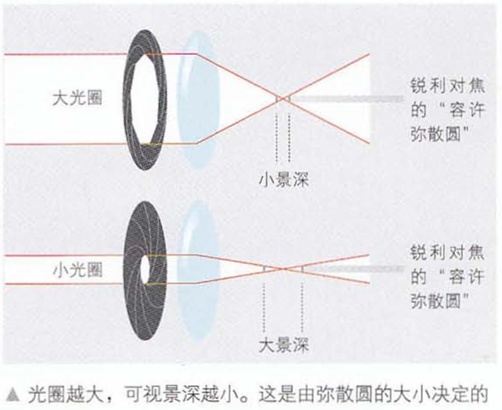 大光圈
锐利对焦
的“容许
弥散圆”
小景深
小光圈
锐利对焦
的“容许
弥散圆”
大景深
▲ 光圈越大，可视景深越小。这是由弥散圆的大小决定的